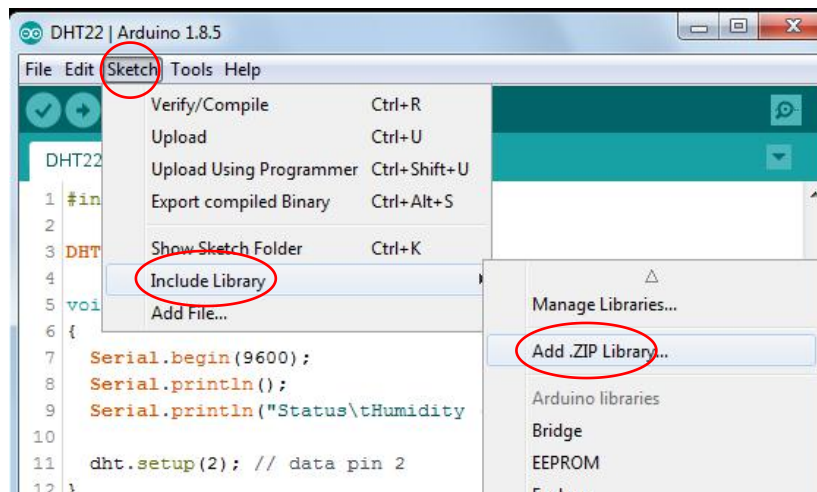 DHT22 | Arduino 1.8.5
File Edit Sketch Tools Help
Verify/Compile Ctrl+R
Upload Ctrl+U
DHT22
Upload Using Programmer Ctrl+Shift+U
1 #in
Export compiled Binary Ctrl+Alt+S
2
3 DHT
Show Sketch Folder Ctrl+K
4
Include Library
5 voi
Add File...
Manage Libraries...
6 {
7 Serial.begin(9600);
Add .ZIP Library...
8 Serial.println();
9 Serial.println("Status\tHumidity
Arduino libraries
10
Bridge
11 dht.setup(2); // data pin 2
EEPROM
12 }